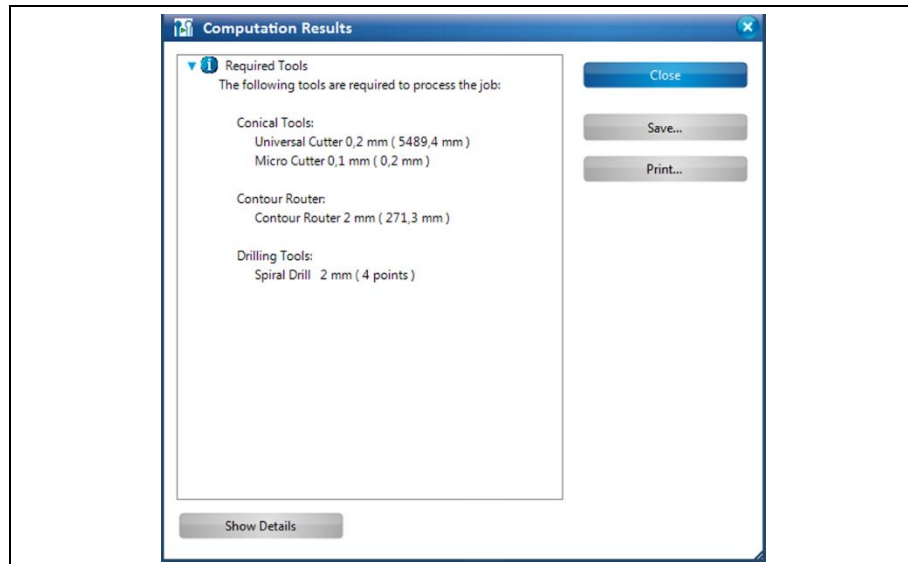 Computation Results
Required Tools
The following tools are required to process the job:
Conical Tools:
Universal Cutter 0,2 mm ( 5489,4 mm )
Micro Cutter 0,1 mm ( 0,2 mm )
Contour Router:
Contour Router 2 mm ( 271,3 mm )
Drilling Tools:
Spiral Drill 2 mm ( 4 points )
Close
Save...
Print...
Show Details